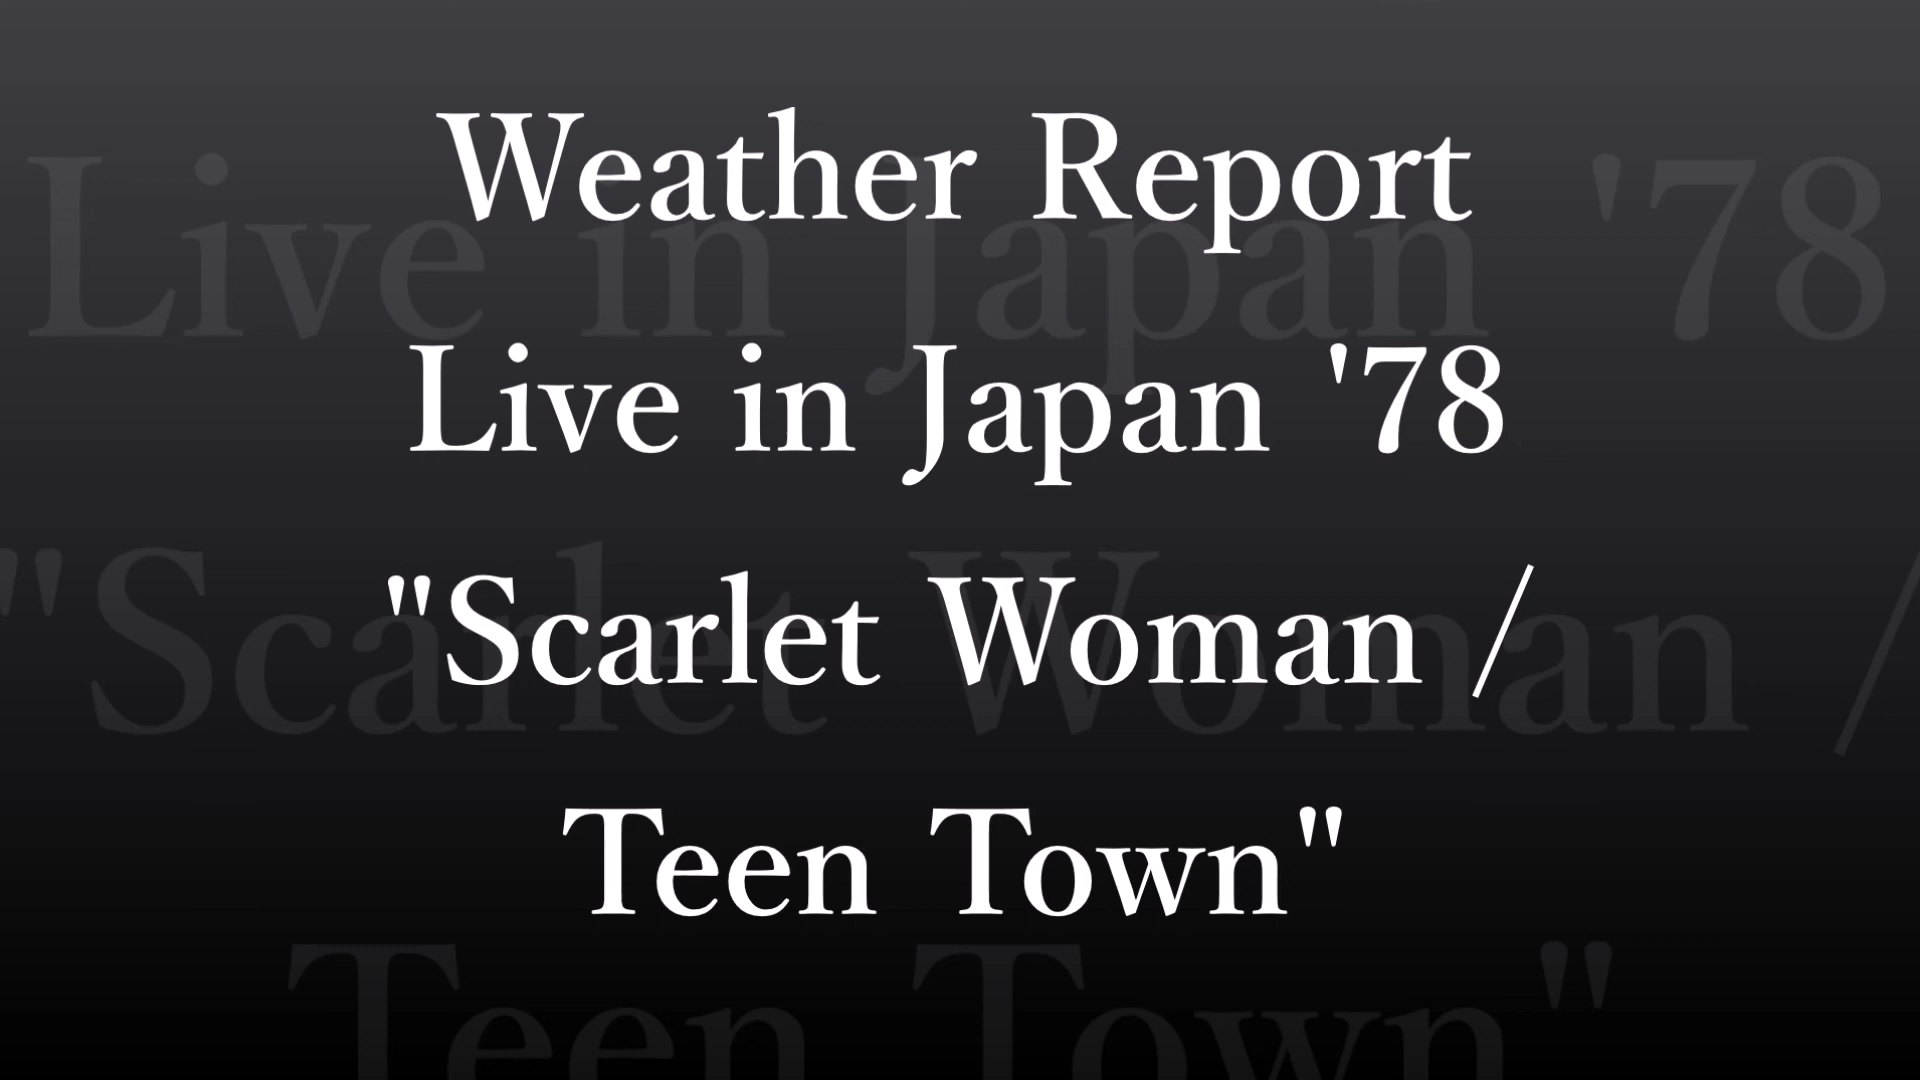 Weather Report
Live in Japan '78
"Scarlet Woman /
Teen Town"